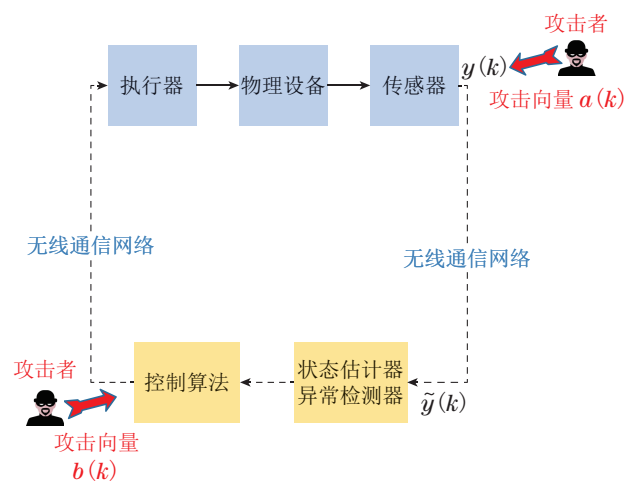 攻击者
执行器
物理设备
传感器
y(k)
攻击向量 a(k)
无线通信网络
无线通信网络
攻击者
控制算法
状态估计器
异常检测器
ỹ(k)
攻击向量
b(k)